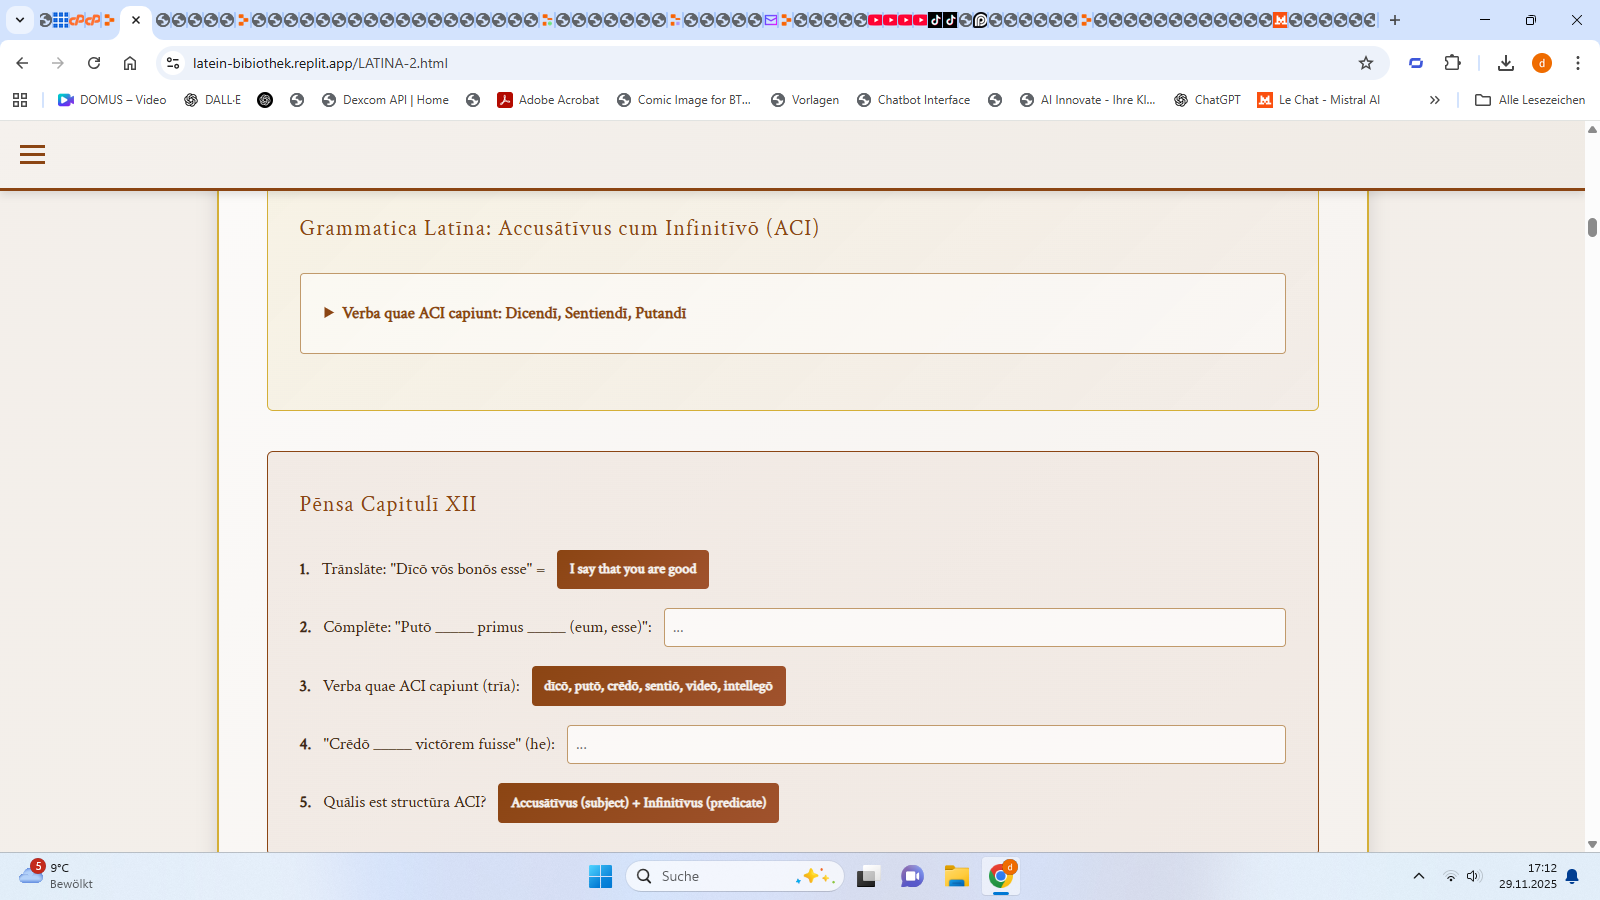 latein-bibiothek.replit.app/LATINA-2.html
d
DOMUS – Video
DALL·E
Dexcom API | Home
Adobe Acrobat
Comic Image for BT...
Vorlagen
Chatbot Interface
AI Innovate - Ihre KI...
ChatGPT
Le Chat - Mistral AI
Alle Lesezeichen
Grammatica Latīna: Accusātīvus cum Infinitīvō (ACI)
Verba quae ACI capiunt: Dicendī, Sentiendī, Putandī
Pēnsa Capitulī XII
1. Trānslāte: "Dīcō vōs bonōs esse" = I say that you are good
2. Cōmplēte: "Putō _____ primus _____ (eum, esse)": ...
3. Verba quae ACI capiunt (trīa): dīcō, putō, crēdō, sentiō, videō, intellegō
4. "Crēdō _____ victōrem fuisse" (he): ...
5. Quālis est structūra ACI? Accusātīvus (subject) + Infinitīvus (predicate)
5
9°C
Bewölkt
Suche
d
17:12
29.11.2025